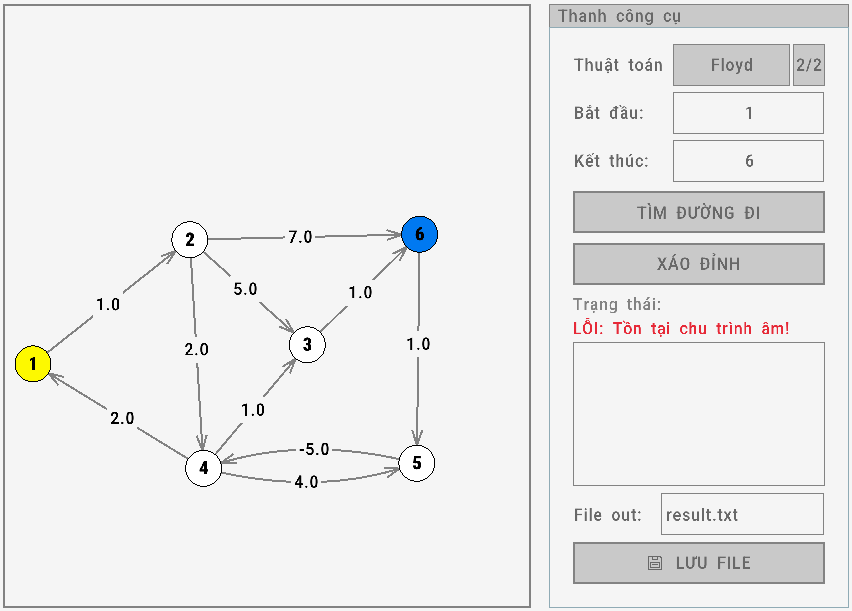 Thanh công cụ
Thuật toán Floyd 2/2
Bắt đầu: 1
Kết thúc: 6
TÌM ĐƯỜNG ĐI
XÁO ĐỈNH
Trạng thái:
LỖI: Tồn tại chu trình âm!
File out: result.txt
LƯU FILE
2 7.0 6
5.0
1.0 1.0
2.0 3 1.0
1
2.0 1.0
-5.0
4 5
4.0